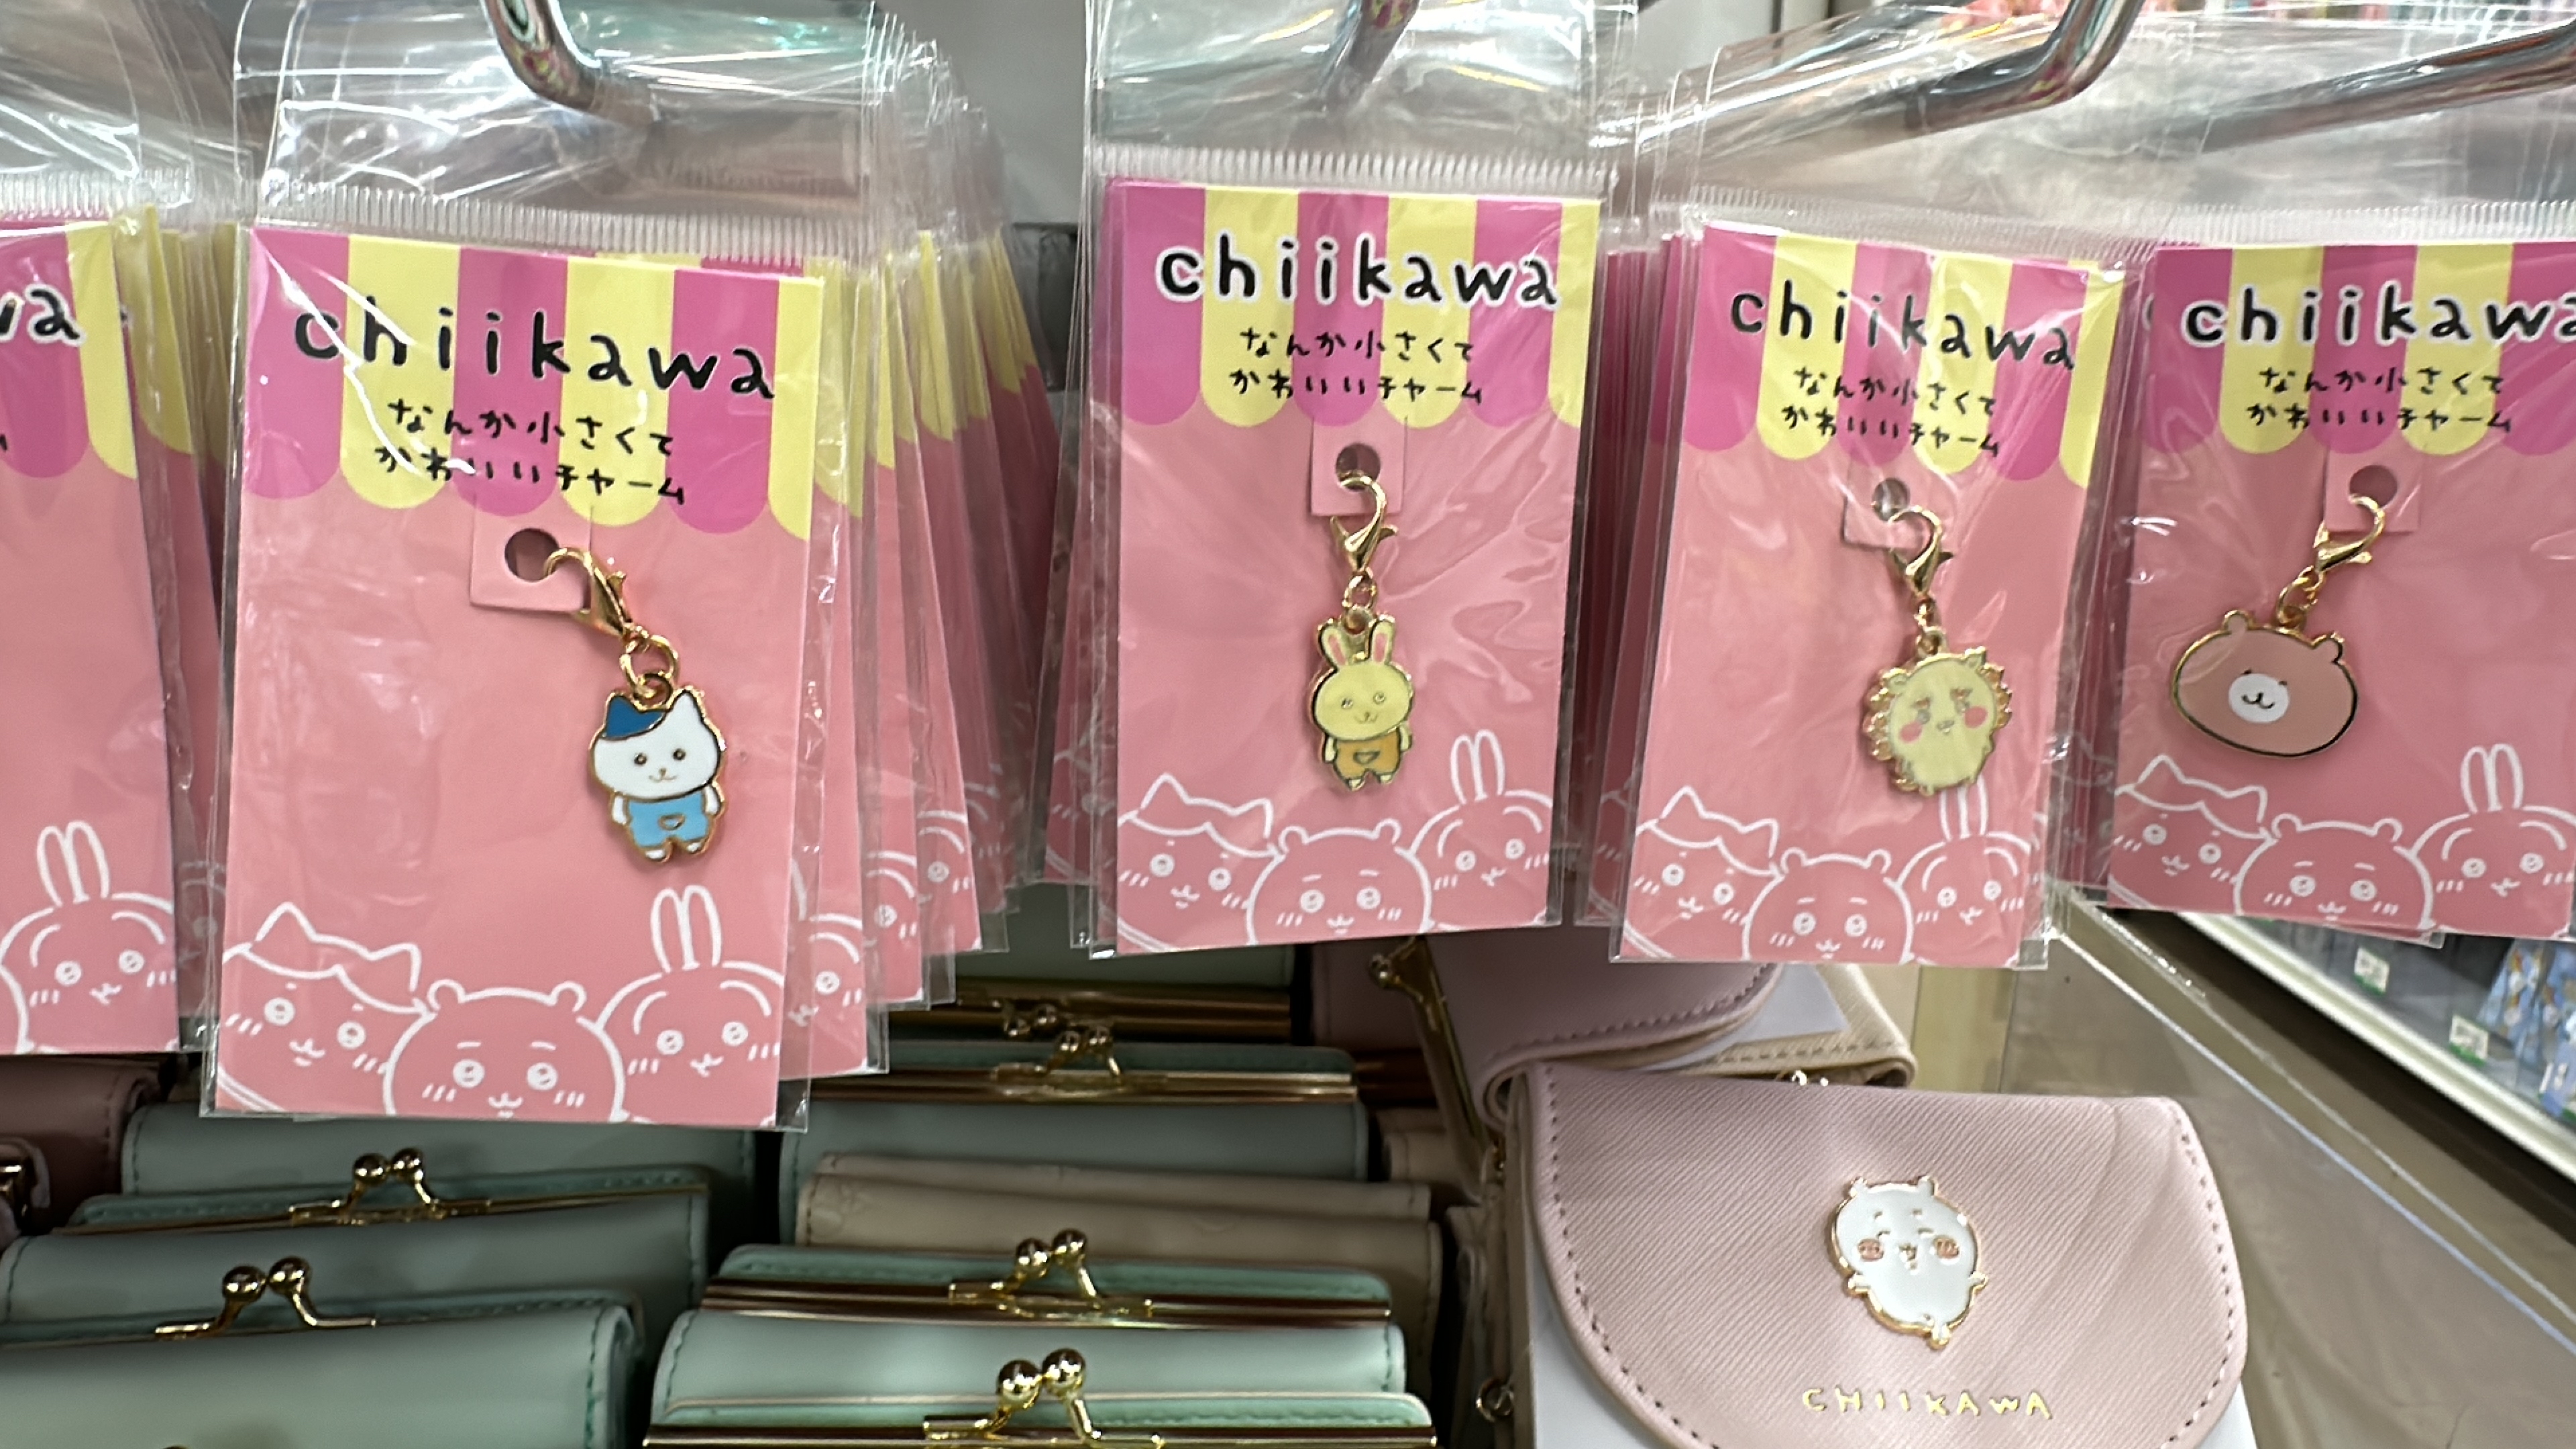 wa
chiikawa
なんか小さくて
かわいいチャーム
chiikawa
なんか小さくて
かわいいチャーム
chiikawa
なんか小さくて
かわいいチャーム
chiikawa
なんか小さくて
かわいいチャーム
CHIIKAWA